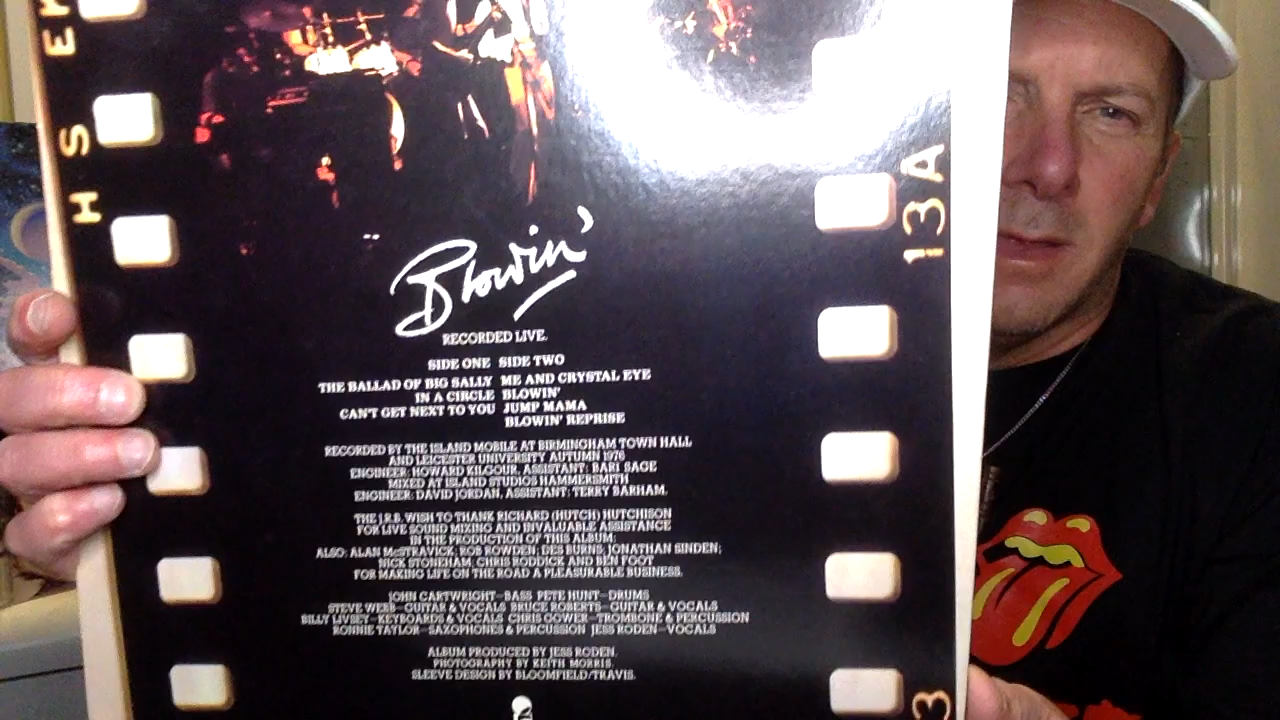 H S EM
13A
Blowin'
RECORDED LIVE.
SIDE ONE SIDE TWO
THE BALLAD OF BIG SALLY ME AND CRYSTAL EYE
IN A CIRCLE BLOWIN'
CAN'T GET NEXT TO YOU JUMP MAMA
BLOWIN' REPRISE
RECORDED BY THE ISLAND MOBILE AT BIRMINGHAM TOWN HALL
AND LEICESTER UNIVERSITY AUTUMN 1976
ENGINEER: HOWARD KILGOUR, ASSISTANT: BARI SAGE
MIXED AT ISLAND STUDIOS HAMMERSMITH
ENGINEER: DAVID JORDAN, ASSISTANT: TERRY BARHAM.
THE J.R.B. WISH TO THANK RICHARD (HUTCH) HUTCHISON
FOR LIVE SOUND MIXING AND INVALUABLE ASSISTANCE
IN THE PRODUCTION OF THIS ALBUM;
ALSO: ALAN McSTRAVICK; ROB ROWDEN; DES BURNS; JONATHAN SINDEN;
NICK STONEHAM; CHRIS RODDICK AND BEN FOOT
FOR MAKING LIFE ON THE ROAD A PLEASURABLE BUSINESS.
JOHN CARTWRIGHT—BASS PETE HUNT—DRUMS
STEVE WEBB—GUITAR & VOCALS BRUCE ROBERTS—GUITAR & VOCALS
BILLY LIVSEY—KEYBOARDS & VOCALS CHRIS GOWER—TROMBONE & PERCUSSION
RONNIE TAYLOR—SAXOPHONES & PERCUSSION JESS RODEN—VOCALS
ALBUM PRODUCED BY JESS RODEN.
PHOTOGRAPHY BY KEITH MORRIS.
SLEEVE DESIGN BY BLOOMFIELD/TRAVIS.
3